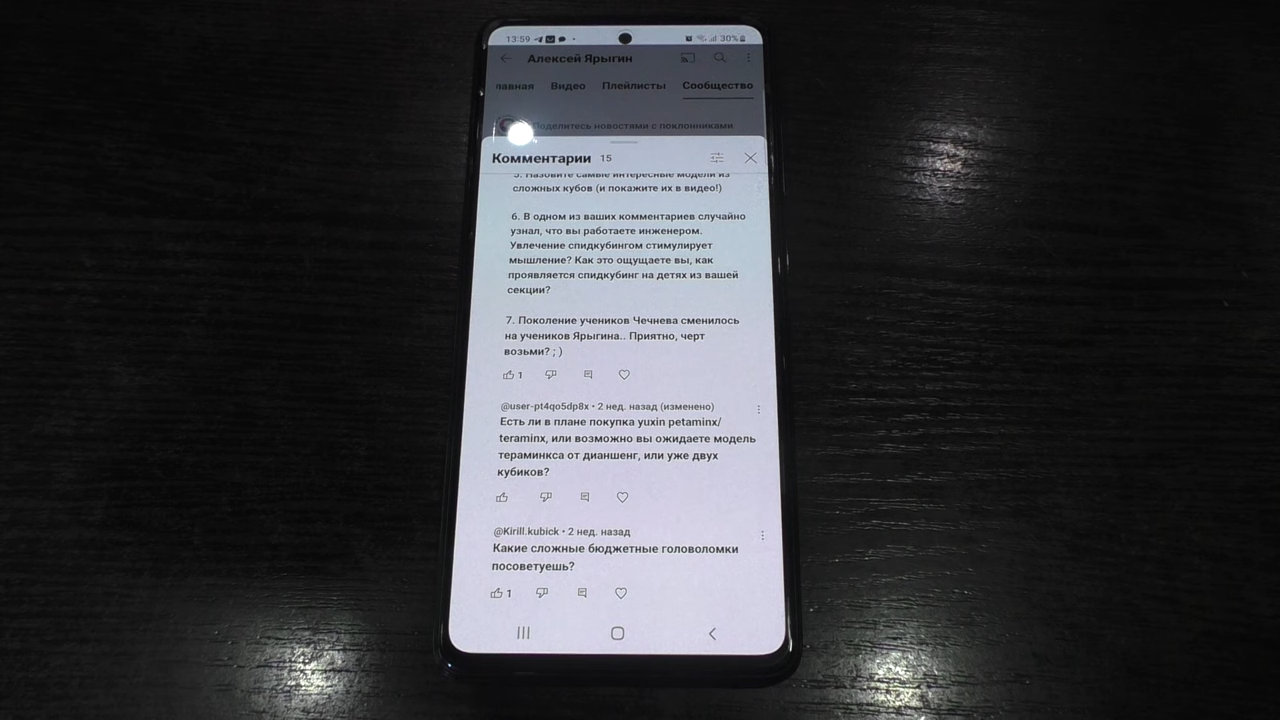 13:59
30%
Алексей Ярыгин
лавная Видео Плейлисты Сообщество
Поделитесь новостями с поклонниками
Комментарии 15
5. Назовите самые интересные модели из
сложных кубов (и покажите их в видео!)
6. В одном из ваших комментариев случайно
узнал, что вы работаете инженером.
Увлечение спидкубингом стимулирует
мышление? Как это ощущаете вы, как
проявляется спидкубинг на детях из вашей
секции?
7. Поколение учеников Чечнева сменилось
на учеников Ярыгина.. Приятно, черт
возьми? ; )
1
@user-pt4qo5dp8x • 2 нед. назад (изменено)
Есть ли в плане покупка yuxin petaminx/
teraminx, или возможно вы ожидаете модель
тераминкса от дианшенг, или уже двух
кубиков?
@Kirill.kubick • 2 нед. назад
Какие сложные бюджетные головоломки
посоветуешь?
1